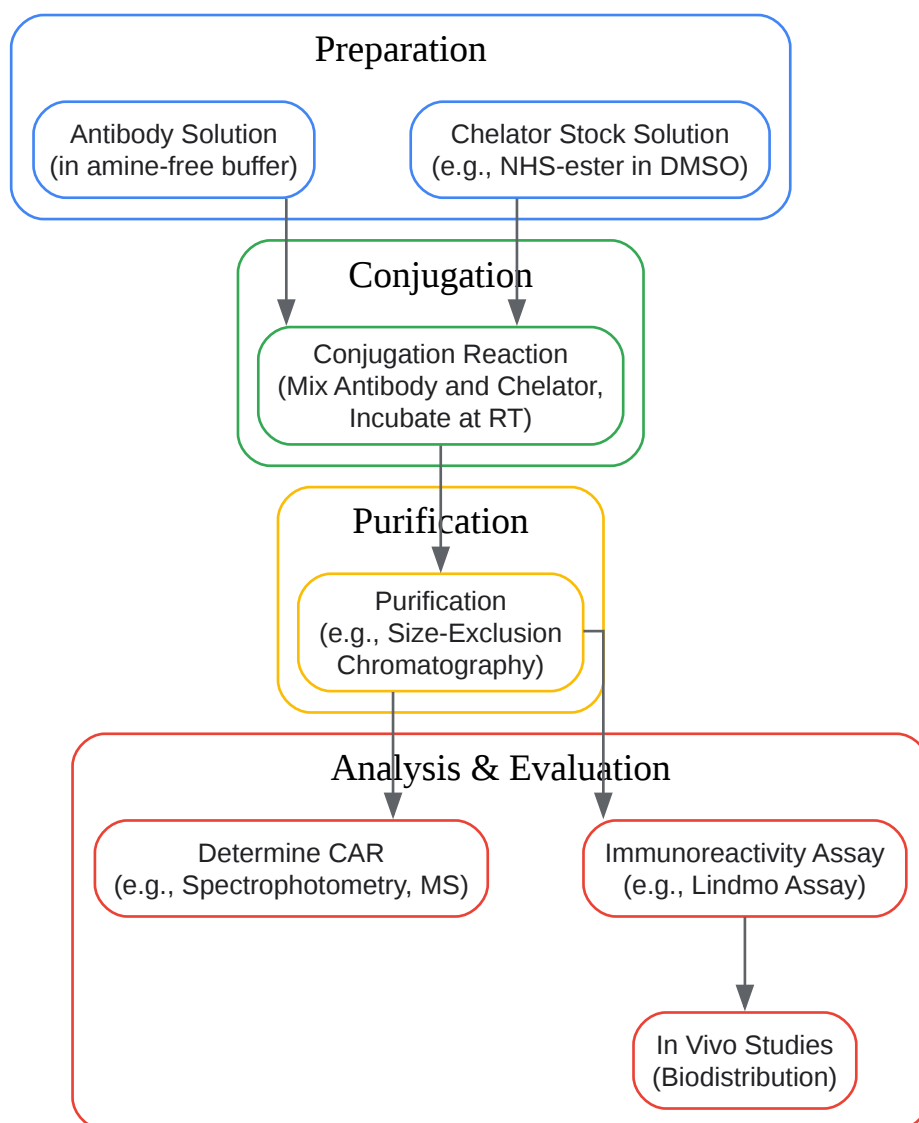 Preparation
Antibody Solution
(in amine-free buffer)
Chelator Stock Solution
(e.g., NHS-ester in DMSO)
Conjugation
Conjugation Reaction
(Mix Antibody and Chelator,
Incubate at RT)
Purification
Purification
(e.g., Size-Exclusion
Chromatography)
Analysis & Evaluation
Determine CAR
(e.g., Spectrophotometry, MS)
Immunoreactivity Assay
(e.g., Lindmo Assay)
In Vivo Studies
(Biodistribution)